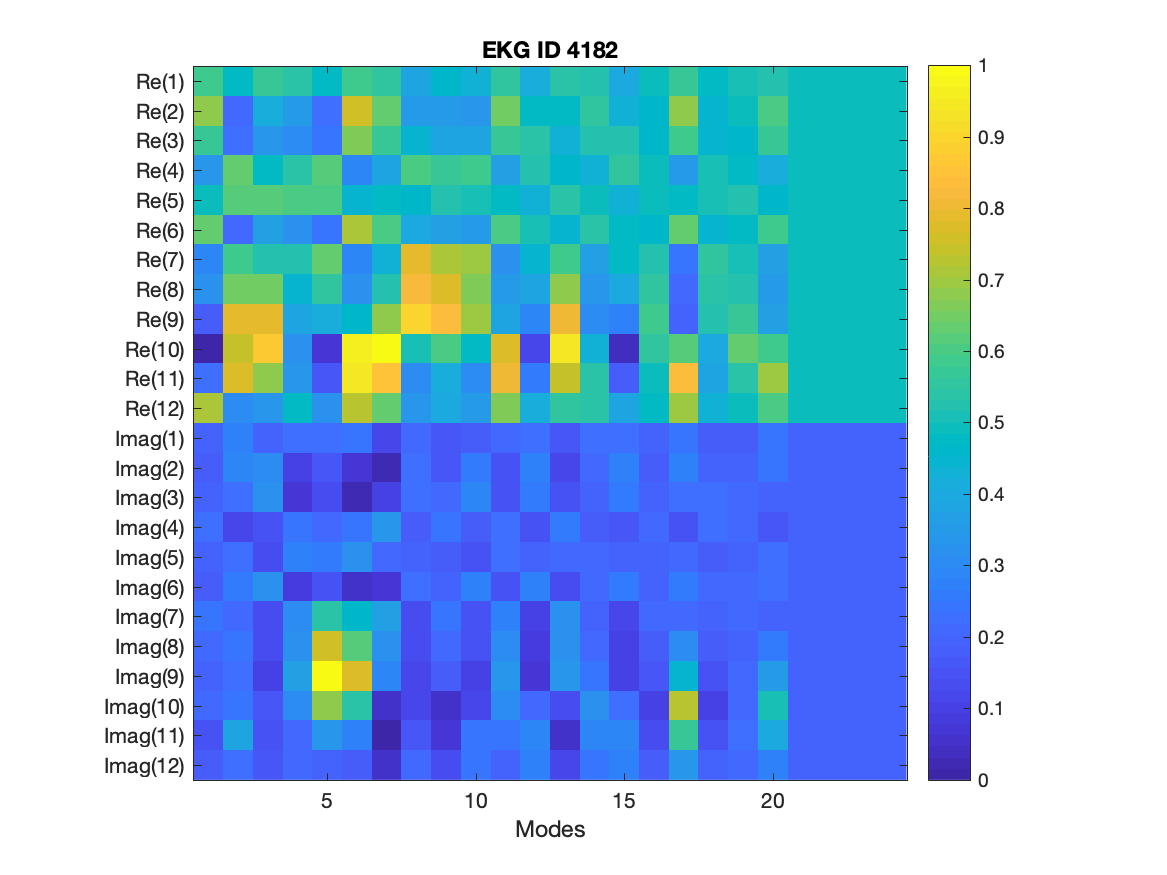 EKG ID 4182
Re(1)
Re(2)
Re(3)
Re(4)
Re(5)
Re(6)
Re(7)
Re(8)
Re(9)
Re(10)
Re(11)
Re(12)
Imag(1)
Imag(2)
Imag(3)
Imag(4)
Imag(5)
Imag(6)
Imag(7)
Imag(8)
Imag(9)
Imag(10)
Imag(11)
Imag(12)
5 10 15 20
Modes
1
0.9
0.8
0.7
0.6
0.5
0.4
0.3
0.2
0.1
0